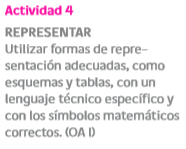 Actividad 4
REPRESENTAR
Utilizar formas de repre-
sentación adecuadas, como
esquemas y tablas, con un
lenguaje técnico específico y
con los símbolos matemáticos
correctos. (OA l)